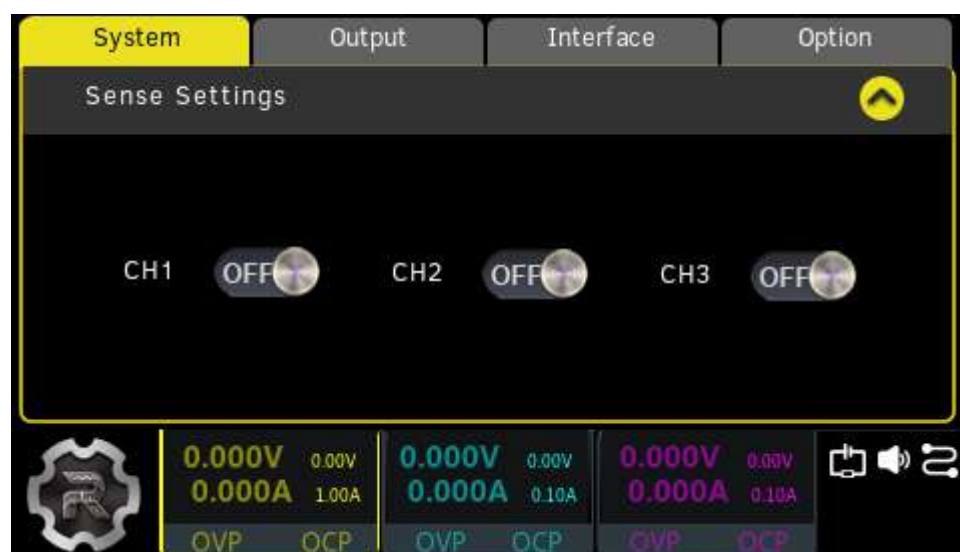 System Output Interface Option
Sense Settings
CH1 OFF CH2 OFF CH3 OFF
0.000V 0.00V 0.000V 0.00V 0.000V 0.00V
R 0.000A 1.00A 0.000A 0.10A 0.000A 0.10A
OVP OCP OVP OCP OVP OCP